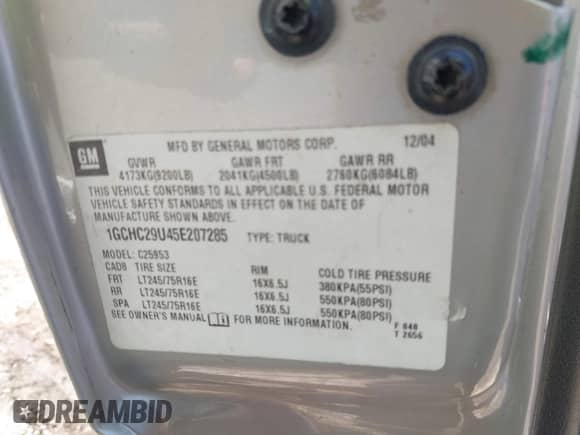 MFD BY GENERAL MOTORS CORP. 12/04
GM
GVWR GAWR FRT GAWR RR
4173KG(9200LB) 2041KG(4500LB) 2760KG(6084LB)
THIS VEHICLE CONFORMS TO ALL APPLICABLE U.S. FEDERAL MOTOR
VEHICLE SAFETY STANDARDS IN EFFECT ON THE DATE OF
MANUFACTURE SHOWN ABOVE.
1GCHC29U45E207285 TYPE: TRUCK
MODEL: C25953
CADB TIRE SIZE RIM COLD TIRE PRESSURE
FRT LT245/75R16E 16X6.5J 380KPA(55PSI)
RR LT245/75R16E 16X6.5J 550KPA(80PSI)
SPA LT245/75R16E 16X6.5J 550KPA(80PSI)
SEE OWNER'S MANUAL FOR MORE INFORMATION.
F 848
T 2656
DREAMBID